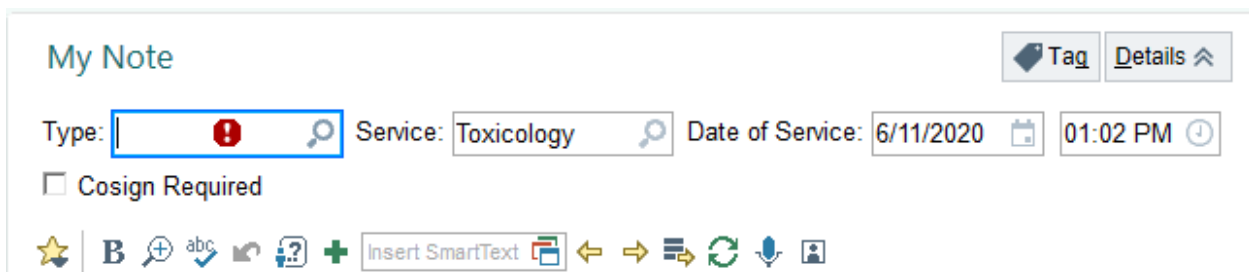 My Note
Tag Details
Type: Service: Toxicology Date of Service: 6/11/2020 01:02 PM
Cosign Required
B abc Insert SmartText